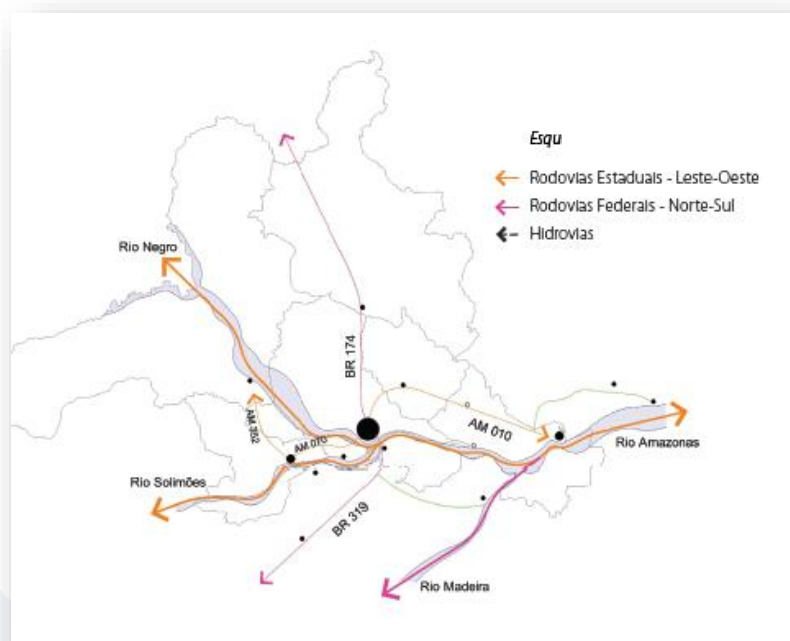 Esqu
Rodovias Estaduais - Leste-Oeste
Rodovias Federais - Norte-Sul
Hidrovias
Rio Negro
BR 174
AM 352
AM 070
AM 010
Rio Amazonas
Rio Solimões
BR 319
Rio Madeira